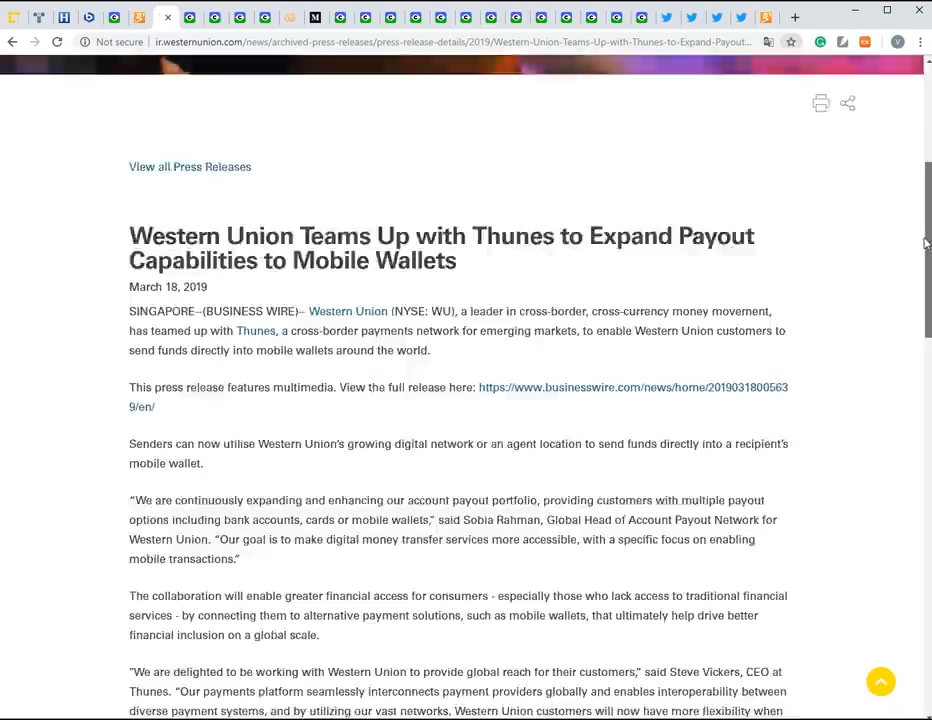 Not secure
ir.westernunion.com/news/archived-press-releases/press-release-details/2019/Western-Union-Teams-Up-with-Thunes-to-Expand-Payout...
View all Press Releases
Western Union Teams Up with Thunes to Expand Payout
Capabilities to Mobile Wallets
March 18, 2019
SINGAPORE--(BUSINESS WIRE)-- Western Union (NYSE: WU), a leader in cross-border, cross-currency money movement,
has teamed up with Thunes, a cross-border payments network for emerging markets, to enable Western Union customers to
send funds directly into mobile wallets around the world.
This press release features multimedia. View the full release here: https://www.businesswire.com/news/home/2019031800563
9/en/
Senders can now utilise Western Union’s growing digital network or an agent location to send funds directly into a recipient’s
mobile wallet.
“We are continuously expanding and enhancing our account payout portfolio, providing customers with multiple payout
options including bank accounts, cards or mobile wallets,” said Sobia Rahman, Global Head of Account Payout Network for
Western Union. “Our goal is to make digital money transfer services more accessible, with a specific focus on enabling
mobile transactions.”
The collaboration will enable greater financial access for consumers - especially those who lack access to traditional financial
services - by connecting them to alternative payment solutions, such as mobile wallets, that ultimately help drive better
financial inclusion on a global scale.
"We are delighted to be working with Western Union to provide global reach for their customers,” said Steve Vickers, CEO at
Thunes. “Our payments platform seamlessly interconnects payment providers globally and enables interoperability between
diverse payment systems, and by utilizing our vast networks, Western Union customers will now have more flexibility when